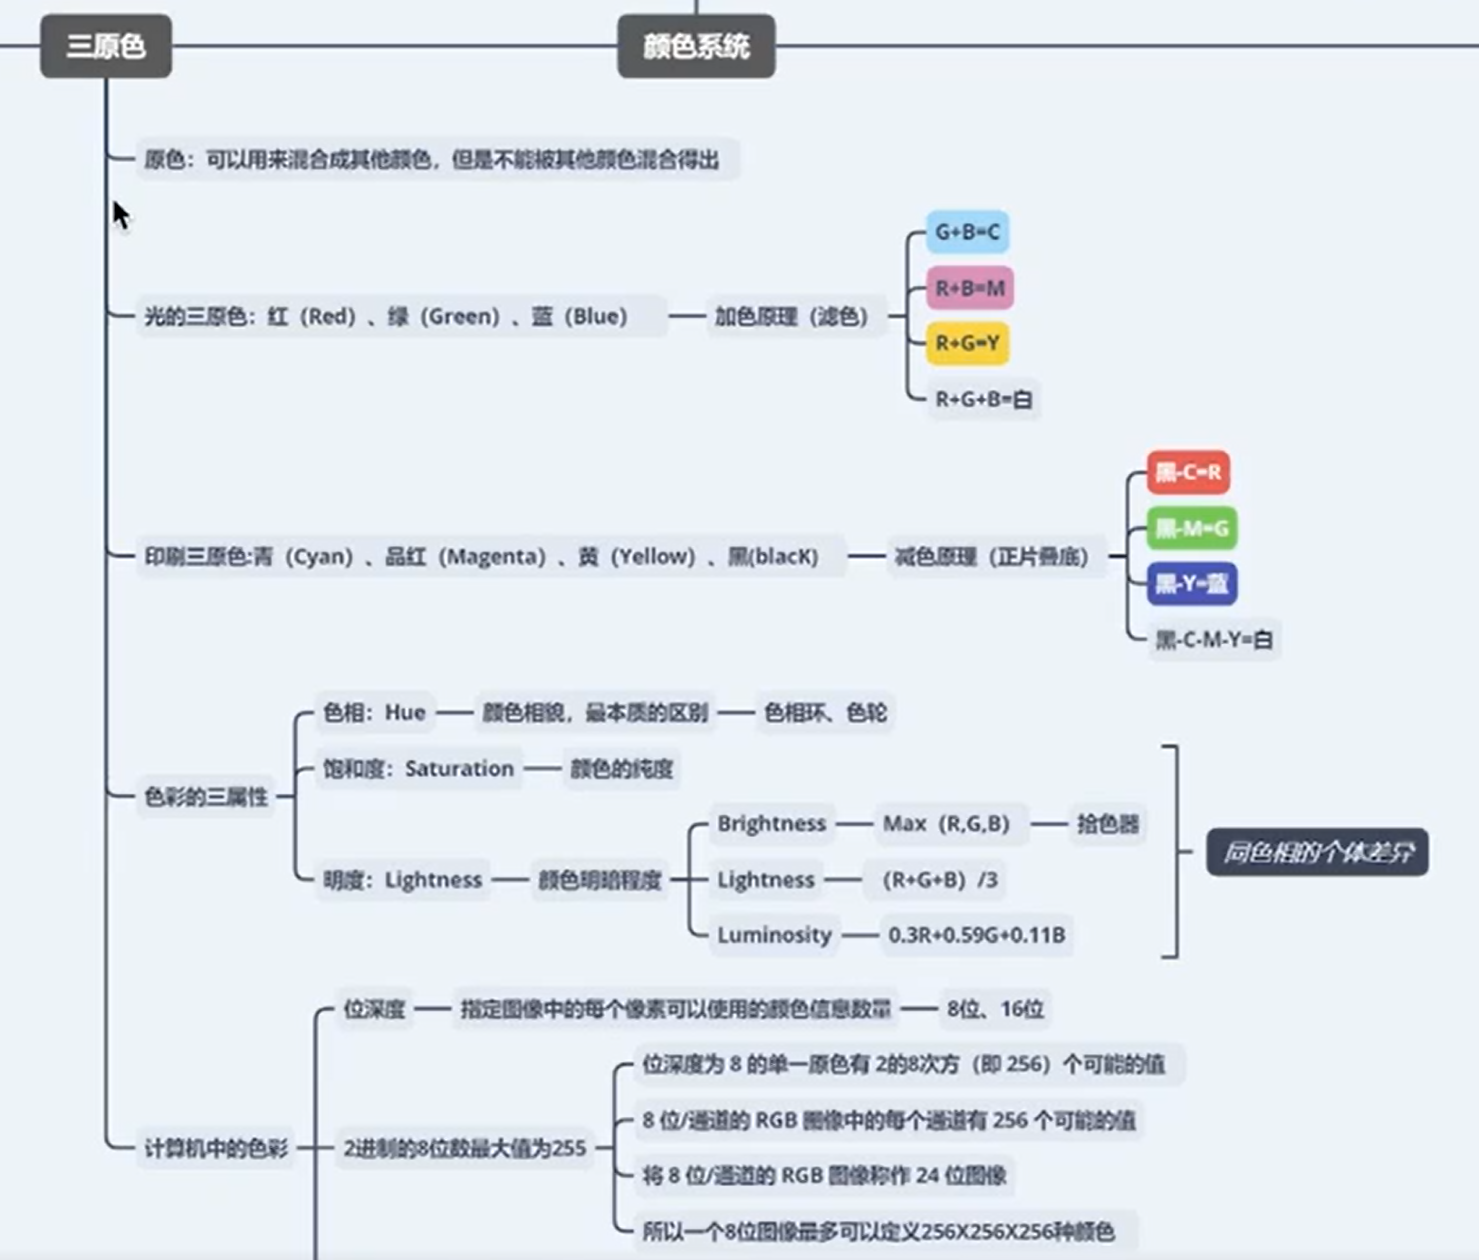 三原色
颜色系统
原色：可以用来混合成其他颜色，但是不能被其他颜色混合得出
光的三原色：红（Red）、绿（Green）、蓝（Blue）
加色原理（滤色）
G+B=C
R+B=M
R+G=Y
R+G+B=白
印刷三原色:青（Cyan）、品红（Magenta）、黄（Yellow）、黑(blacK)
减色原理（正片叠底）
黑-C=R
黑-M=G
黑-Y=蓝
黑-C-M-Y=白
色彩的三属性
色相：Hue
颜色相貌，最本质的区别
色相环、色轮
饱和度：Saturation
颜色的纯度
明度：Lightness
颜色明暗程度
Brightness
Max（R,G,B）
拾色器
Lightness
（R+G+B）/3
Luminosity
0.3R+0.59G+0.11B
同色相的个体差异
计算机中的色彩
位深度
指定图像中的每个像素可以使用的颜色信息数量
8位、16位
2进制的8位数最大值为255
位深度为 8 的单一原色有 2的8次方（即 256）个可能的值
8 位/通道的 RGB 图像中的每个通道有 256 个可能的值
将 8 位/通道的 RGB 图像称作 24 位图像
所以一个8位图像最多可以定义256X256X256种颜色